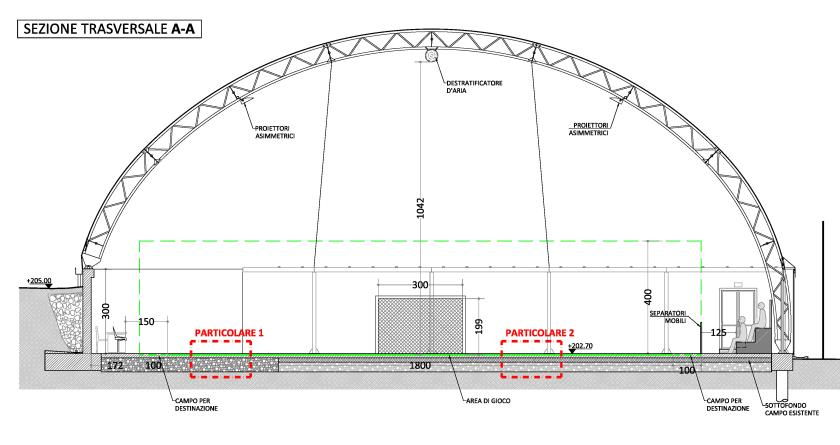 SEZIONE TRASVERSALE A-A
DESTRATIFICATORE
D'ARIA
PROIETTORI
ASIMMETRICI
PROIETTORI
ASIMMETRICI
1042
+205.00
300
150
300
199
400
SEPARATORI
MOBILI
125
PARTICOLARE 1
PARTICOLARE 2
+202.70
172
100
1800
100
CAMPO PER
DESTINAZIONE
AREA DI GIOCO
CAMPO PER
DESTINAZIONE
SOTTOFONDO
CAMPO ESISTENTE